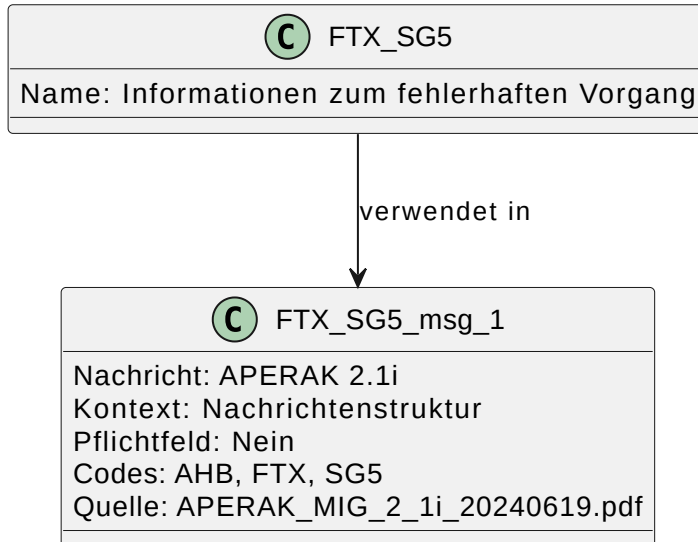 C FTX_SG5
Name: Informationen zum fehlerhaften Vorgang
verwendet in
C FTX_SG5_msg_1
Nachricht: APERAK 2.1i
Kontext: Nachrichtenstruktur
Pflichtfeld: Nein
Codes: AHB, FTX, SG5
Quelle: APERAK_MIG_2_1i_20240619.pdf